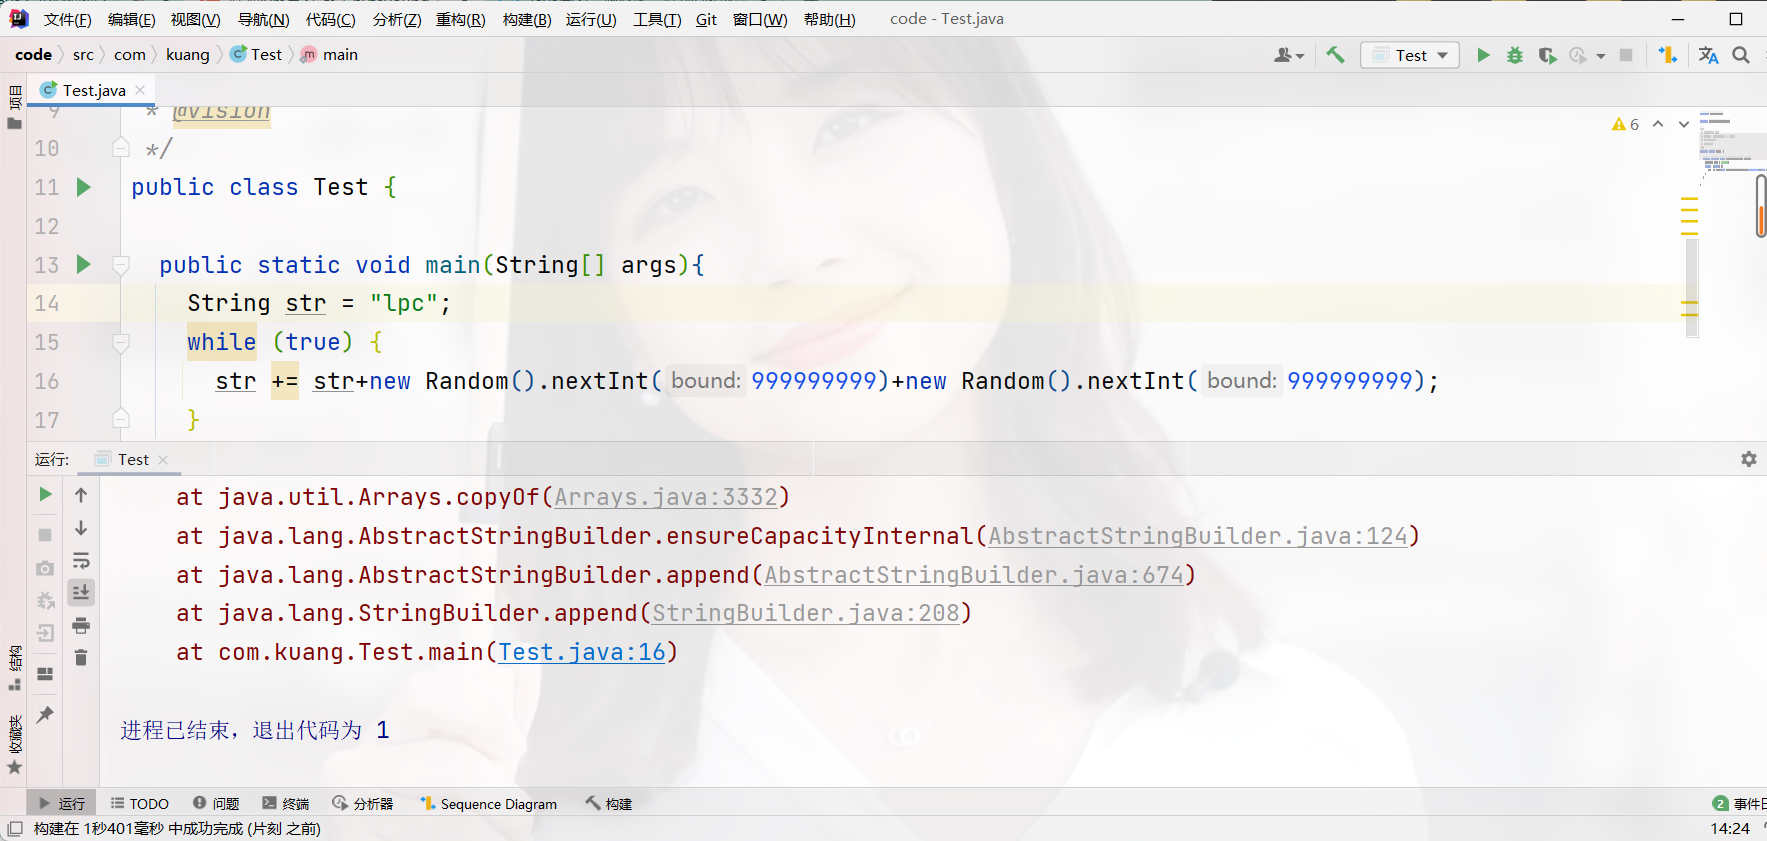 文件(F) 编辑(E) 视图(V) 导航(N) 代码(C) 分析(Z) 重构(R) 构建(B) 运行(U) 工具(T) Git 窗口(W) 帮助(H) code - Test.java
code src com kuang Test main Test
Test.java
项目
6
9 * @vision
10 */
11 public class Test {
12
13 public static void main(String[] args){
14 String str = "lpc";
15 while (true) {
16 str += str+new Random().nextInt( bound: 999999999)+new Random().nextInt( bound: 999999999);
17 }
运行: Test
at java.util.Arrays.copyOf(Arrays.java:3332)
at java.lang.AbstractStringBuilder.ensureCapacityInternal(AbstractStringBuilder.java:124)
at java.lang.AbstractStringBuilder.append(AbstractStringBuilder.java:674)
at java.lang.StringBuilder.append(StringBuilder.java:208)
at com.kuang.Test.main(Test.java:16)
进程已结束，退出代码为 1
结构
收藏夹
运行 TODO 问题 终端 分析器 Sequence Diagram 构建 2 事件
构建在 1秒401毫秒 中成功完成 (片刻 之前) 14:24